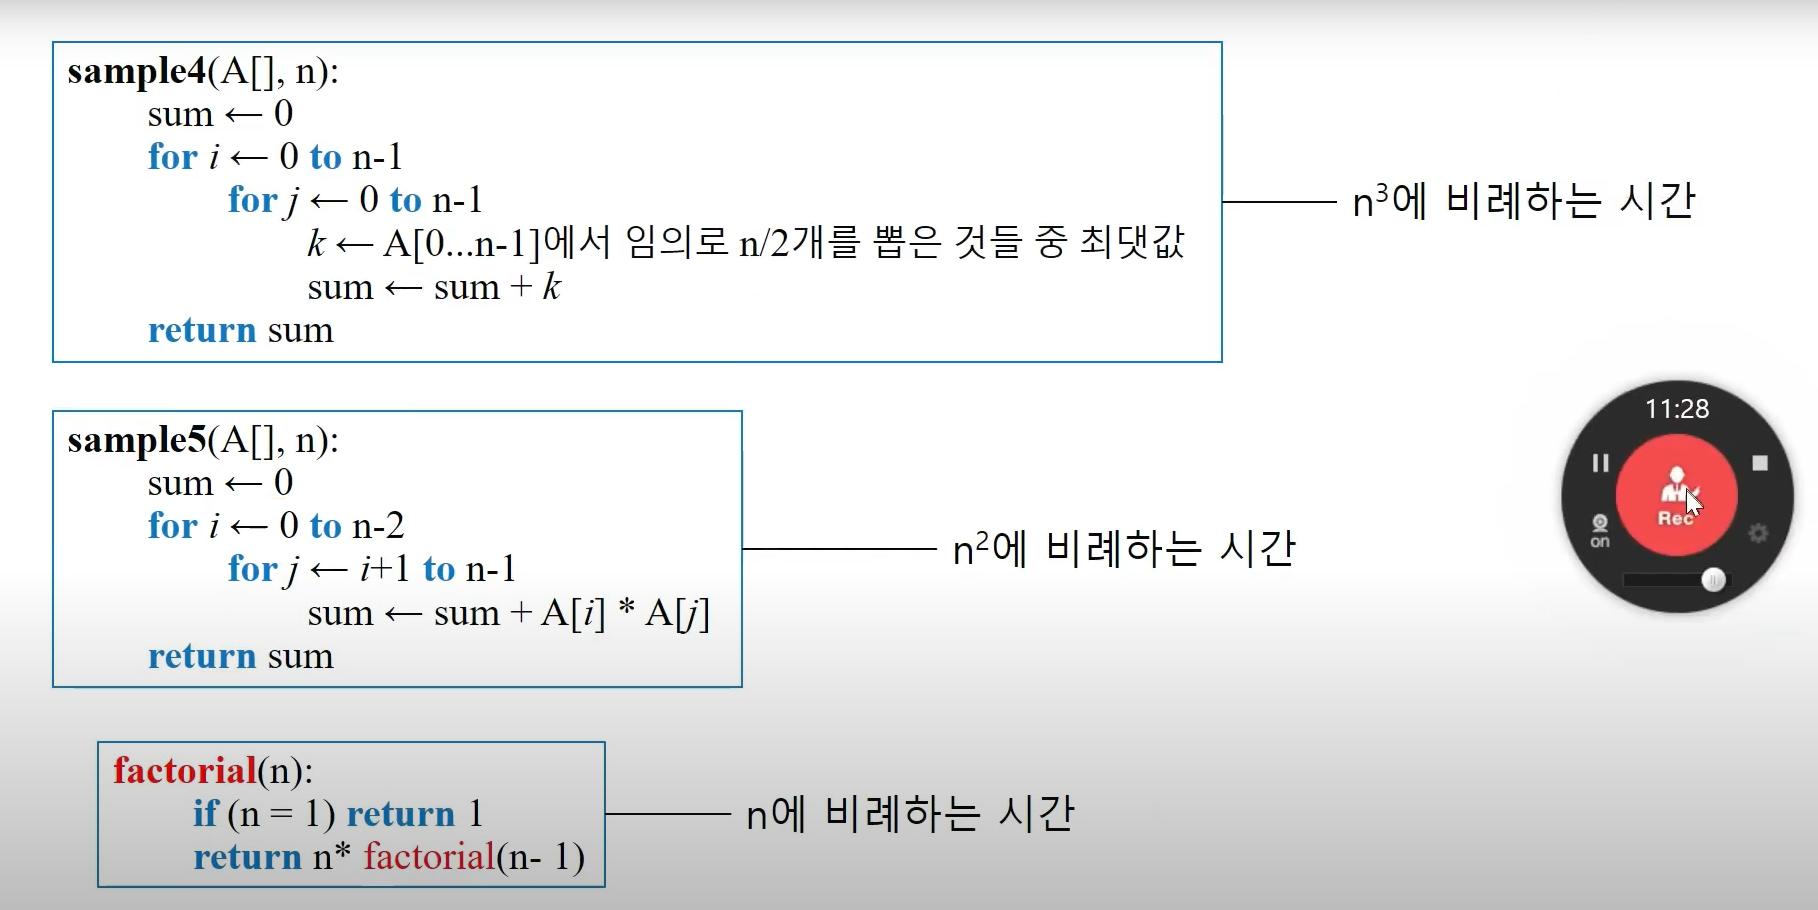 sample4(A[], n):
sum ← 0
for i ← 0 to n-1
for j ← 0 to n-1
k ← A[0...n-1]에서 임의로 n/2개를 뽑은 것들 중 최댓값
sum ← sum + k
return sum
n³에 비례하는 시간
sample5(A[], n):
sum ← 0
for i ← 0 to n-2
for j ← i+1 to n-1
sum ← sum + A[i] * A[j]
return sum
n²에 비례하는 시간
factorial(n):
if (n = 1) return 1
return n* factorial(n- 1)
n에 비례하는 시간
11:28
Rec
on